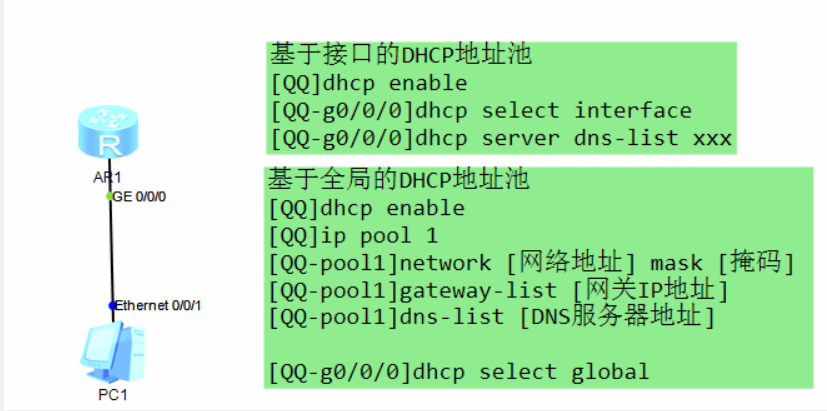 基于接口的DHCP地址池
[QQ]dhcp enable
[QQ-g0/0/0]dhcp select interface
[QQ-g0/0/0]dhcp server dns-list xxx
R
AR1
GE 0/0/0
基于全局的DHCP地址池
[QQ]dhcp enable
[QQ]ip pool 1
[QQ-pool1]network [网络地址] mask [掩码]
[QQ-pool1]gateway-list [网关IP地址]
[QQ-pool1]dns-list [DNS服务器地址]
[QQ-g0/0/0]dhcp select global
Ethernet 0/0/1
PC1